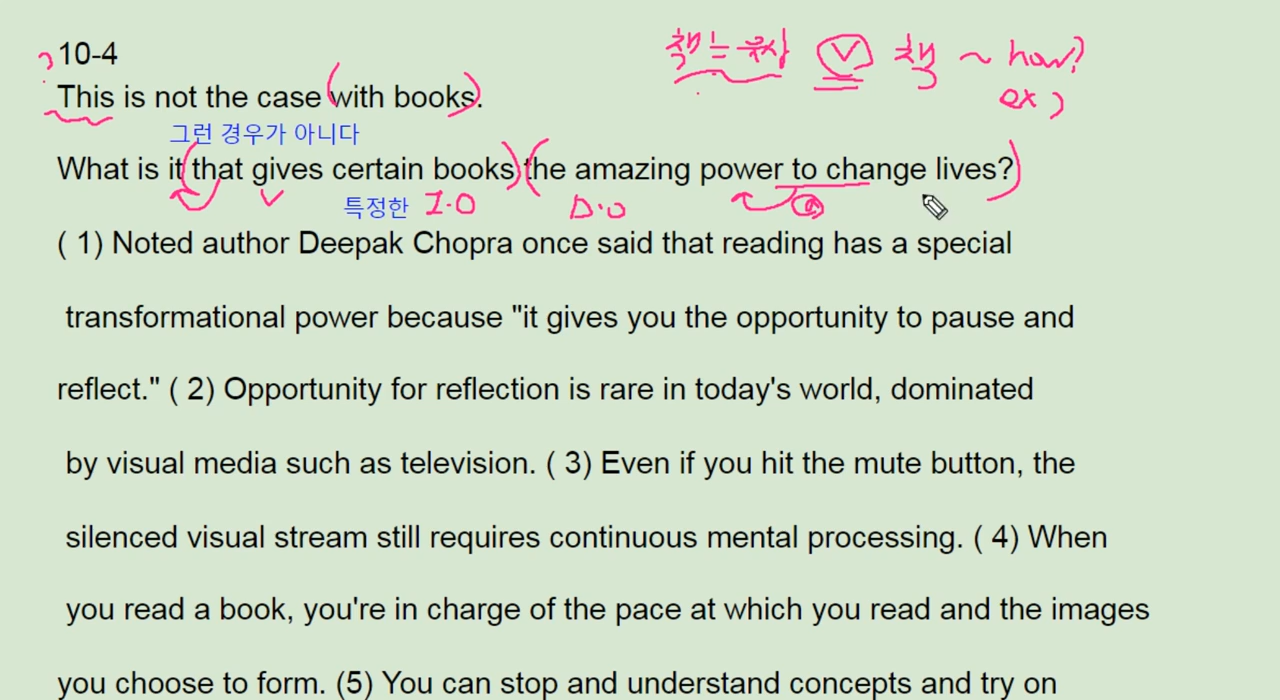 10-4
책는 묵상 V 책 ~ how?
ex)
This is not the case (with books).
그런 경우가 아니다
What is it (that gives certain books) (the amazing power to change lives?)
V 특정한 I.O D.O
( 1) Noted author Deepak Chopra once said that reading has a special
transformational power because "it gives you the opportunity to pause and
reflect." ( 2) Opportunity for reflection is rare in today's world, dominated
by visual media such as television. ( 3) Even if you hit the mute button, the
silenced visual stream still requires continuous mental processing. ( 4) When
you read a book, you're in charge of the pace at which you read and the images
you choose to form. (5) You can stop and understand concepts and try on